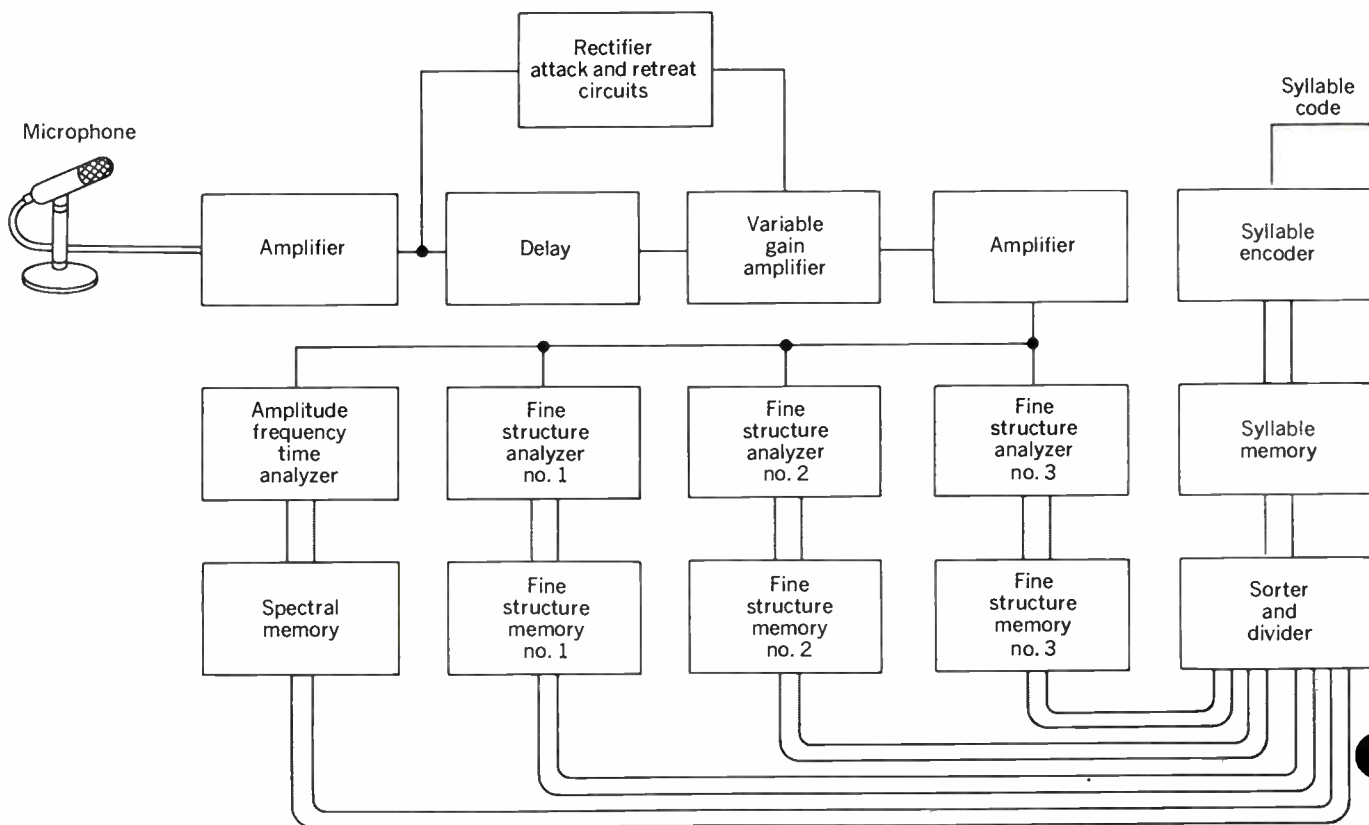 Rectifier
attack and retreat
circuits
Syllable
code
Microphone
Amplifier
Delay
Variable
gain
amplifier
Amplifier
Syllable
encoder
Amplitude
frequency
time
analyzer
Fine
structure
analyzer
no. 1
Fine
structure
analyzer
no. 2
Fine
structure
analyzer
no. 3
Syllable
memory
Spectral
memory
Fine
structure
memory
no. 1
Fine
structure
memory
no. 2
Fine
structure
memory
no. 3
Sorter
and
divider